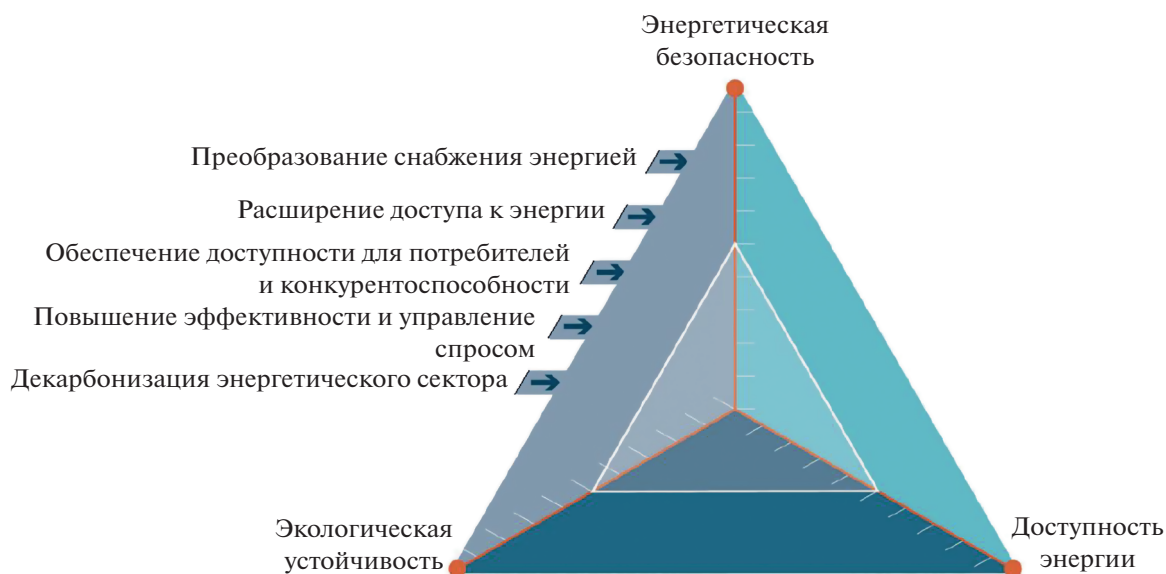 Энергетическая
безопасность
Преобразование снабжения энергией
Расширение доступа к энергии
Обеспечение доступности для потребителей
и конкурентоспособности
Повышение эффективности и управление
спросом
Декарбонизация энергетического сектора
Экологическая
устойчивость
Доступность
энергии